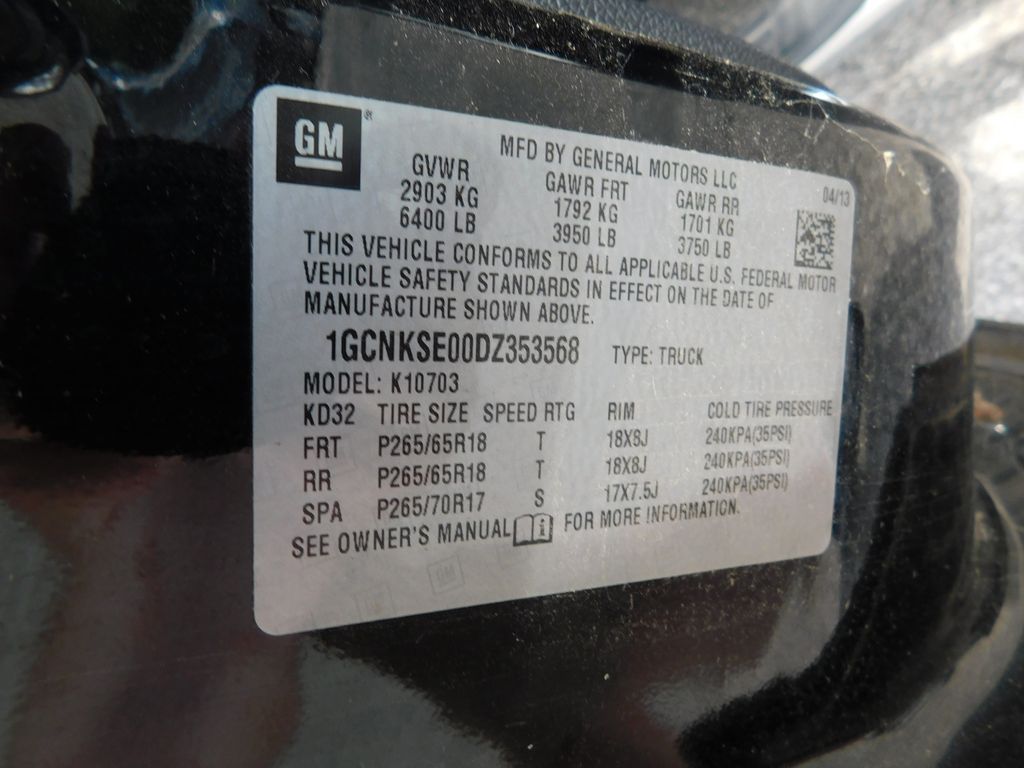 GM ®
MFD BY GENERAL MOTORS LLC
04/13
GVWR GAWR FRT GAWR RR
2903 KG 1792 KG 1701 KG
6400 LB 3950 LB 3750 LB
THIS VEHICLE CONFORMS TO ALL APPLICABLE U.S. FEDERAL MOTOR
VEHICLE SAFETY STANDARDS IN EFFECT ON THE DATE OF
MANUFACTURE SHOWN ABOVE.
1GCNKSE00DZ353568 TYPE: TRUCK
MODEL: K10703
KD32 TIRE SIZE SPEED RTG RIM COLD TIRE PRESSURE
FRT P265/65R18 T 18X8J 240KPA(35PSI)
RR P265/65R18 T 18X8J 240KPA(35PSI)
SPA P265/70R17 S 17X7.5J 240KPA(35PSI)
SEE OWNER'S MANUAL i FOR MORE INFORMATION.
GM